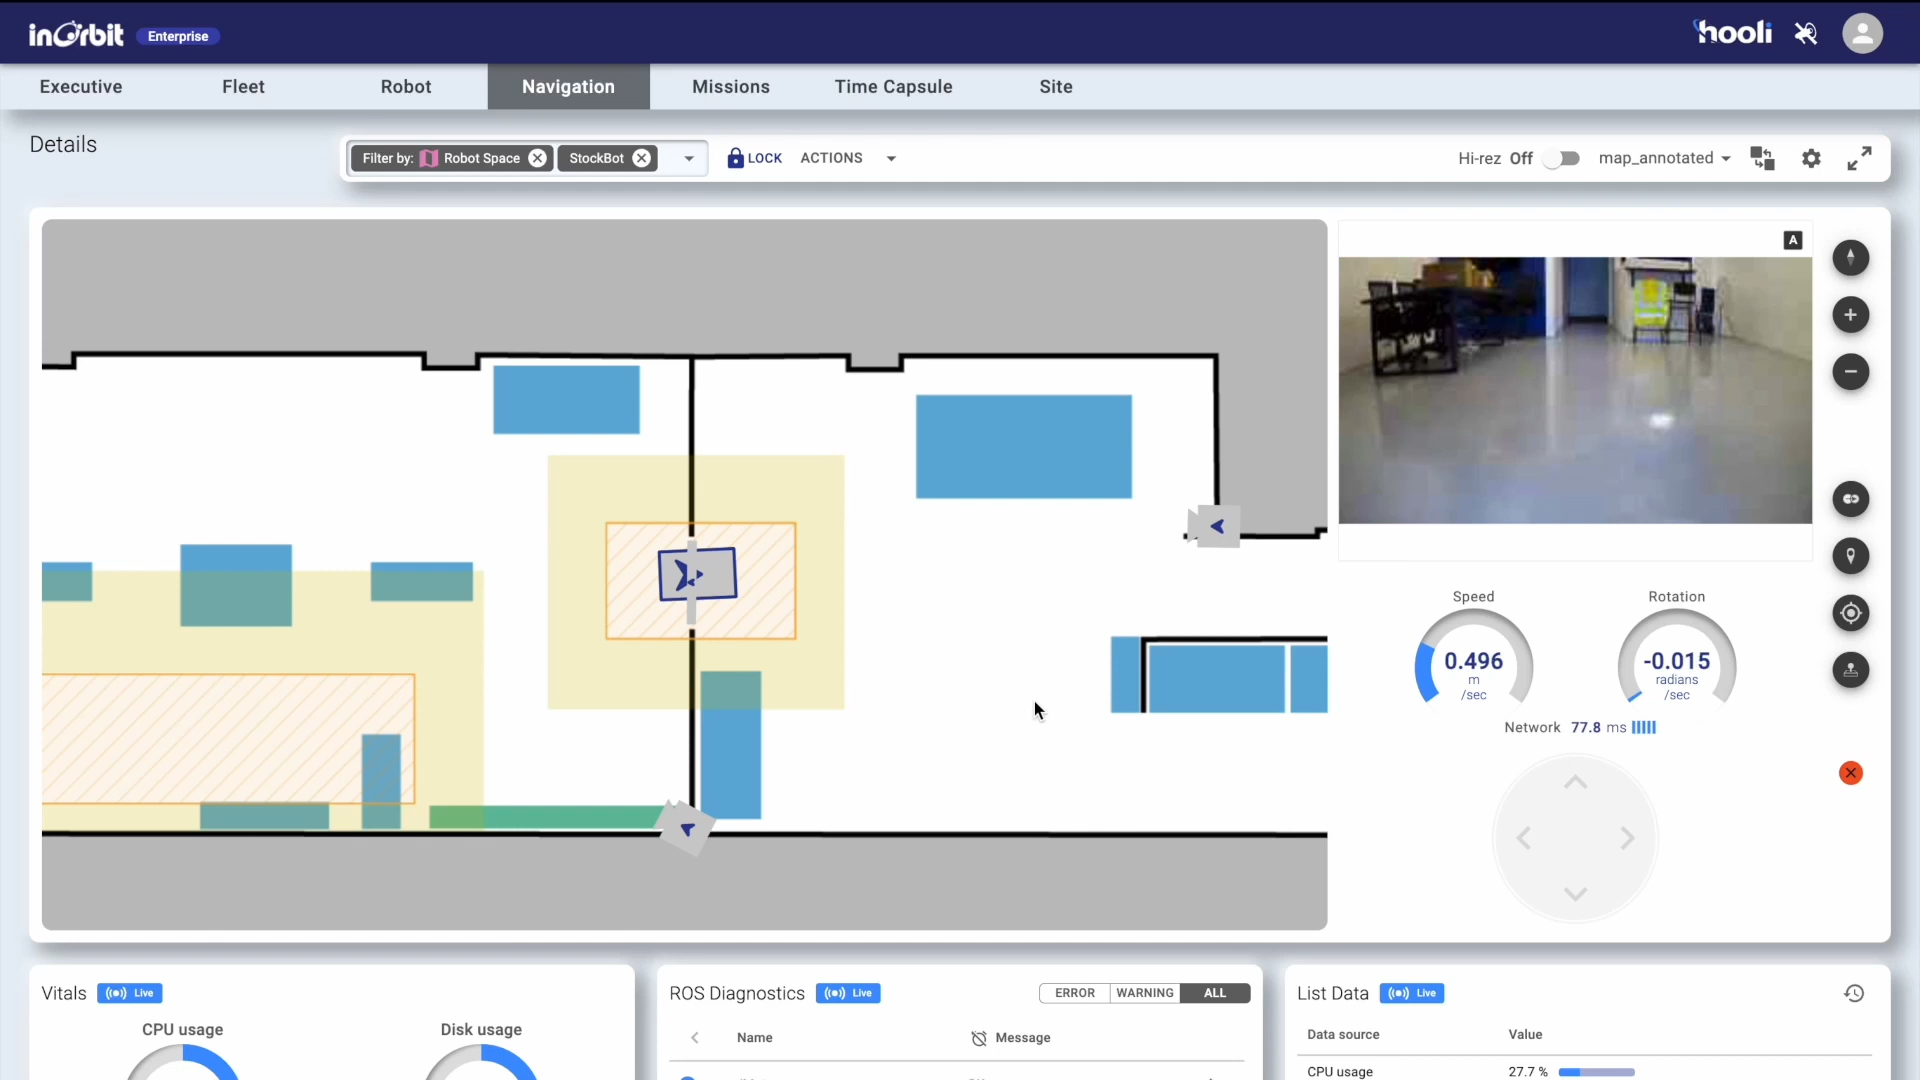 inOrbit Enterprise
hooli
Executive Fleet Robot Navigation Missions Time Capsule Site
Details
Filter by: Robot Space StockBot LOCK ACTIONS Hi-rez Off map_annotated
A
Speed Rotation
0.496 -0.015
m radians
/sec /sec
Network 77.8 ms
Vitals Live
CPU usage Disk usage
ROS Diagnostics Live ERROR WARNING ALL
Name Message
List Data Live
Data source Value
CPU usage 27.7 %